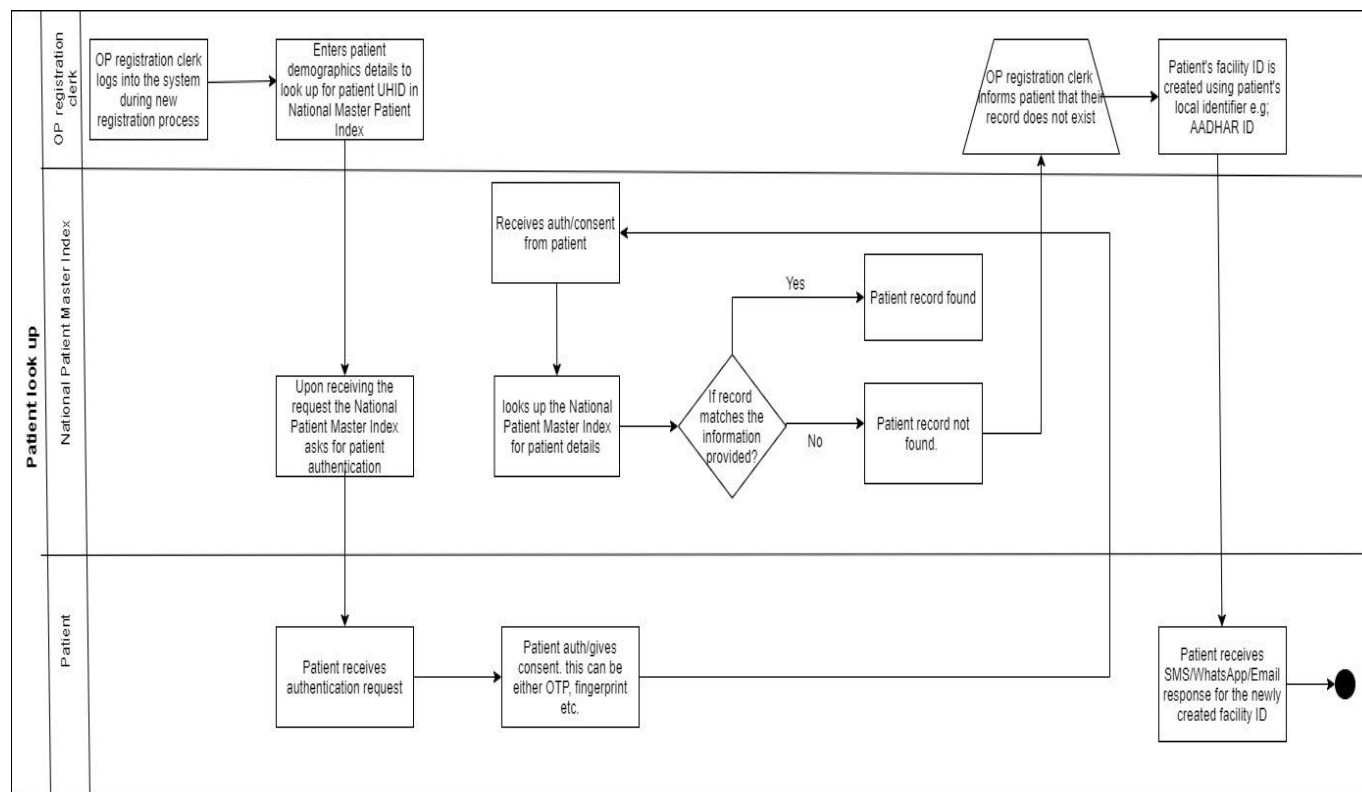 Patient look up
OP registration
clerk
OP registration clerk
logs into the system
during new
registration process
Enters patient
demographics details to
look up for patient UHID in
National Master Patient
Index
OP registration clerk
informs patient that their
record does not exist
Patient's facility ID is
created using patient's
local identifier e.g;
AADHAR ID
National Patient Master Index
Upon receiving the
request the National
Patient Master Index
asks for patient
authentication
Receives auth/consent
from patient
looks up the National
Patient Master Index
for patient details
If record
matches the
information
provided?
Yes
Patient record found
No
Patient record not
found.
Patient
Patient receives
authentication request
Patient auth/gives
consent. this can be
either OTP, fingerprint
etc.
Patient receives
SMS/WhatsApp/Email
response for the newly
created facility ID